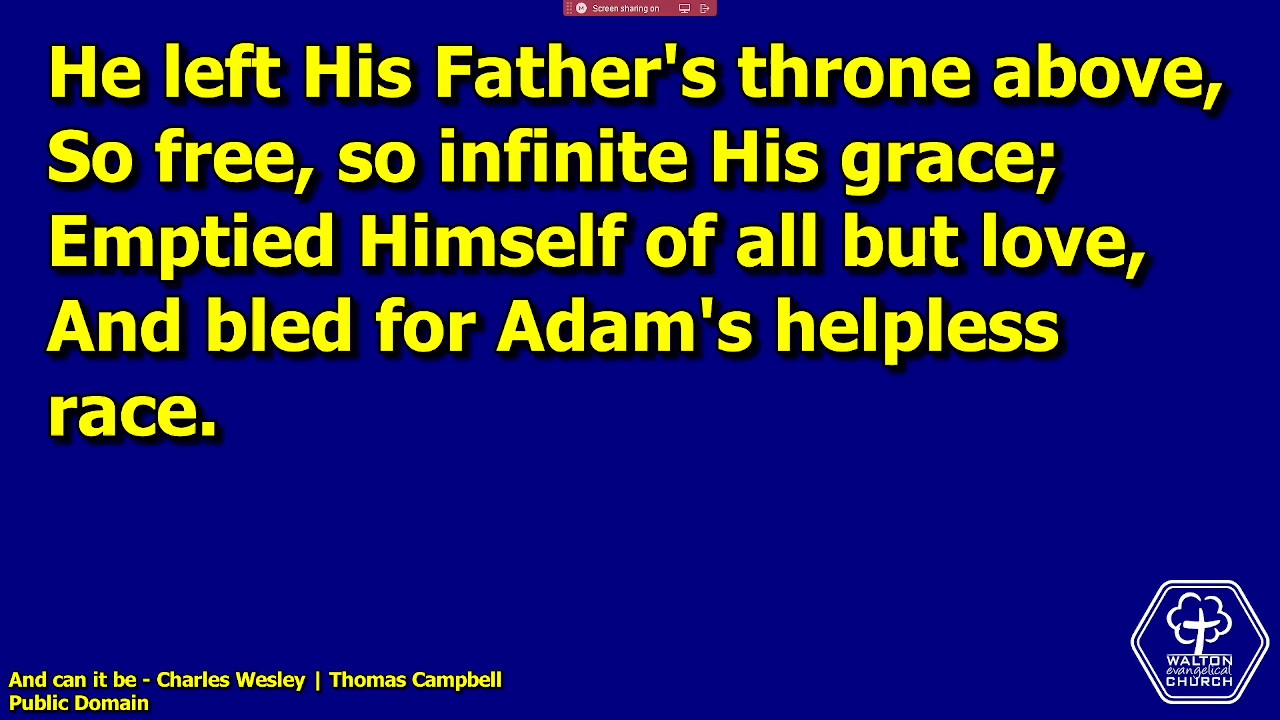 Screen sharing on
He left His Father's throne above,
So free, so infinite His grace;
Emptied Himself of all but love,
And bled for Adam's helpless
race.
WALTON
evangelical
CHURCH
And can it be - Charles Wesley | Thomas Campbell
Public Domain